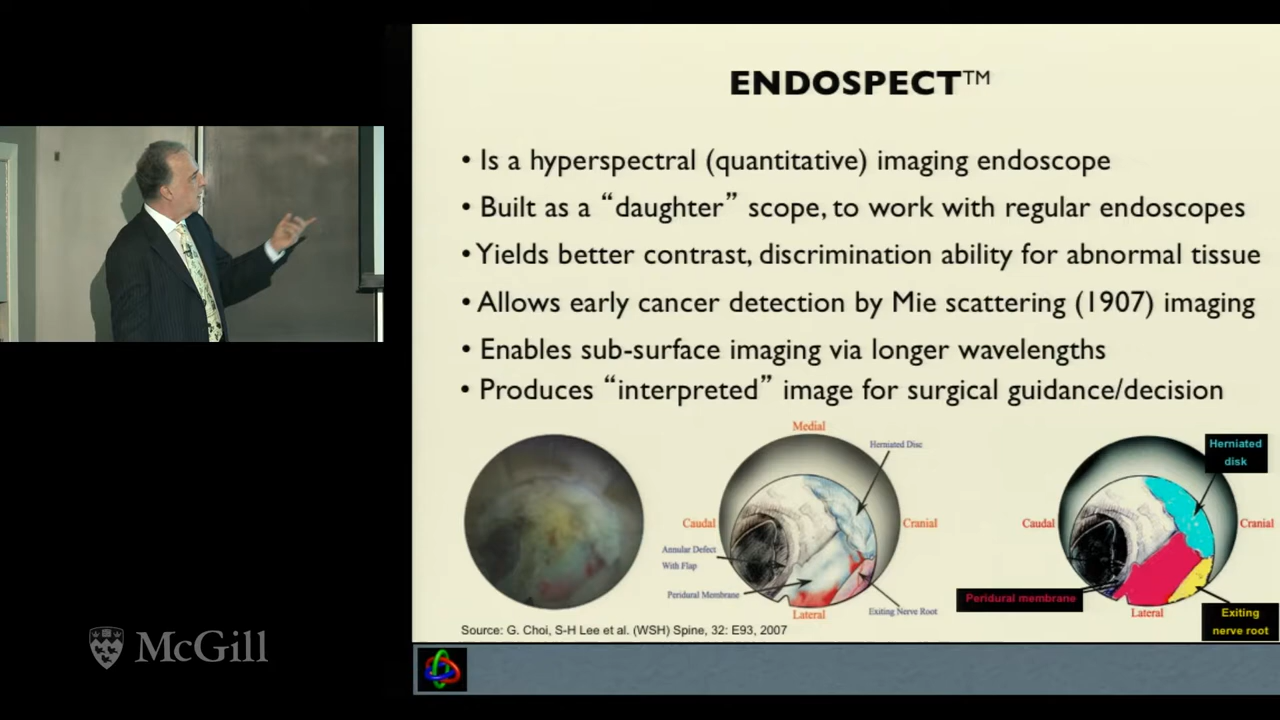 ENDOSPECT™
• Is a hyperspectral (quantitative) imaging endoscope
• Built as a “daughter” scope, to work with regular endoscopes
• Yields better contrast, discrimination ability for abnormal tissue
• Allows early cancer detection by Mie scattering (1907) imaging
• Enables sub-surface imaging via longer wavelengths
• Produces “interpreted” image for surgical guidance/decision
Medial
Herniated Disc
Caudal
Cranial
Annular Defect
With Flap
Peridural Membrane
Lateral
Exiting Nerve Root
Herniated
disk
Caudal
Cranial
Peridural membrane
Lateral
Exiting
nerve root
Source: G. Choi, S-H Lee et al. (WSH) Spine, 32: E93, 2007
McGill